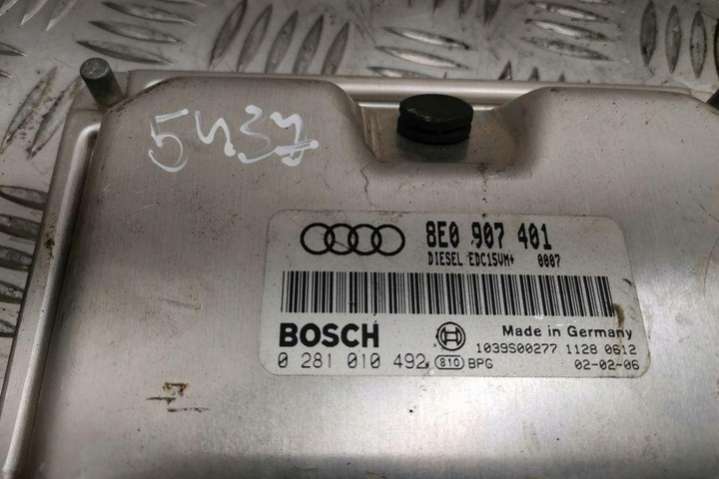 5437
8E0 907 401
DIESEL EDC15VM+ 0007
BOSCH
Made in Germany
1039S00277 1128 0612
0 281 010 492 810 BPG 02-02-06